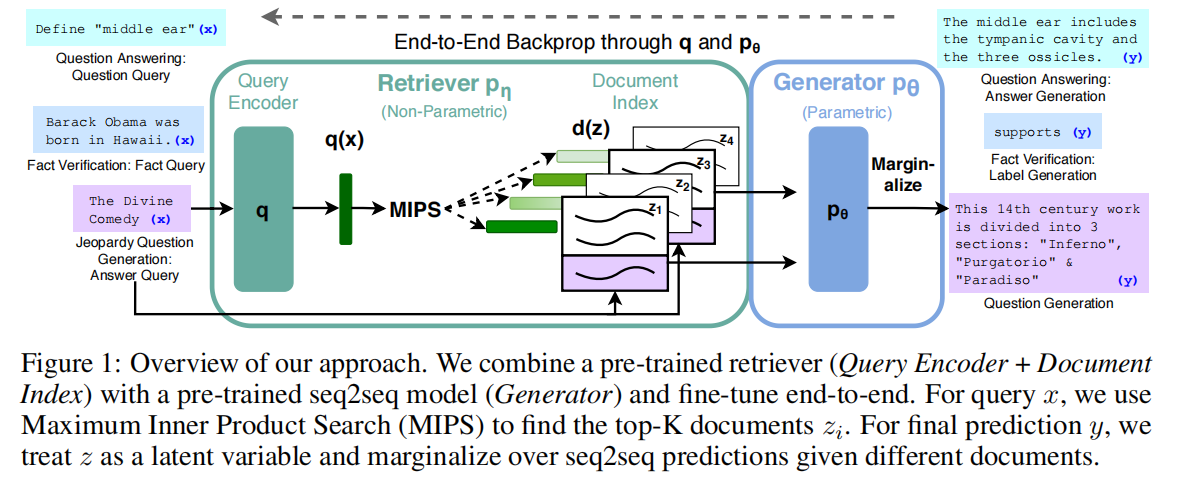 Define "middle ear" (x)
Question Answering:
Question Query
Barack Obama was
born in Hawaii. (x)
Fact Verification: Fact Query
The Divine
Comedy (x)
Jeopardy Question
Generation:
Answer Query
End-to-End Backprop through q and pθ
Query
Encoder
q
q(x)
Retriever pη
(Non-Parametric)
MIPS
Document
Index
d(z)
z4
z3
z2
z1
Generator pθ
(Parametric)
pθ
Margin-
alize
The middle ear includes
the tympanic cavity and
the three ossicles. (y)
Question Answering:
Answer Generation
supports (y)
Fact Verification:
Label Generation
This 14th century work
is divided into 3
sections: "Inferno",
"Purgatorio" &
"Paradiso" (y)
Question Generation
Figure 1: Overview of our approach. We combine a pre-trained retriever (Query Encoder + Document
Index) with a pre-trained seq2seq model (Generator) and fine-tune end-to-end. For query x, we use
Maximum Inner Product Search (MIPS) to find the top-K documents zi. For final prediction y, we
treat z as a latent variable and marginalize over seq2seq predictions given different documents.